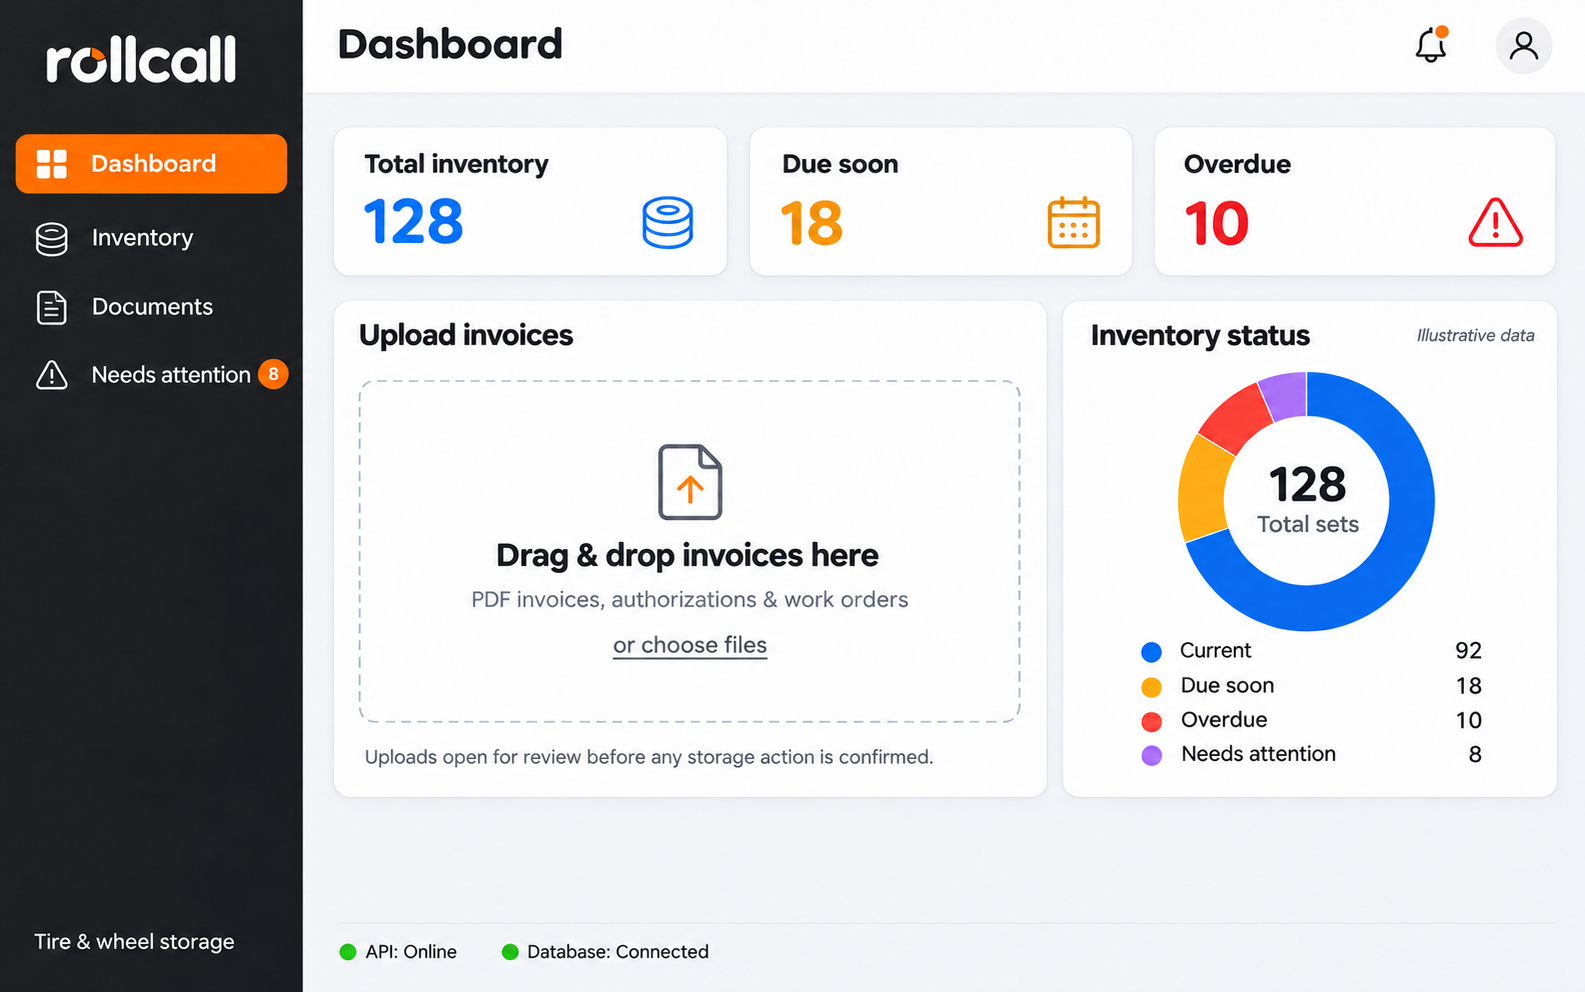 rollcall
Dashboard
Inventory
Documents
Needs attention 8
Tire & wheel storage
Dashboard
Total inventory
128
Due soon
18
Overdue
10
Upload invoices
Drag & drop invoices here
PDF invoices, authorizations & work orders
or choose files
Uploads open for review before any storage action is confirmed.
Inventory status
Illustrative data
128
Total sets
Current 92
Due soon 18
Overdue 10
Needs attention 8
API: Online
Database: Connected